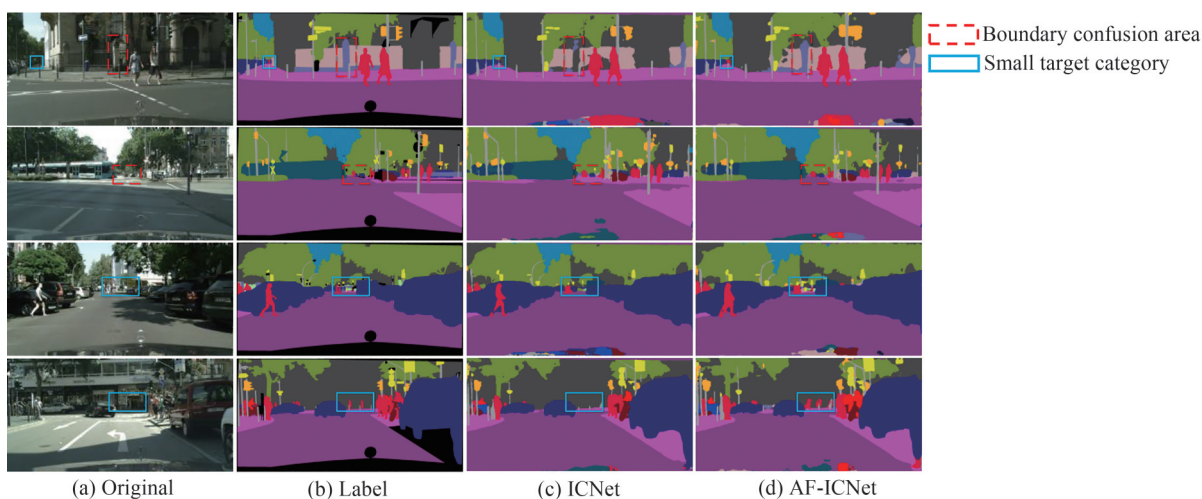 Boundary confusion area
Small target category
(a) Original
(b) Label
(c) ICNet
(d) AF-ICNet